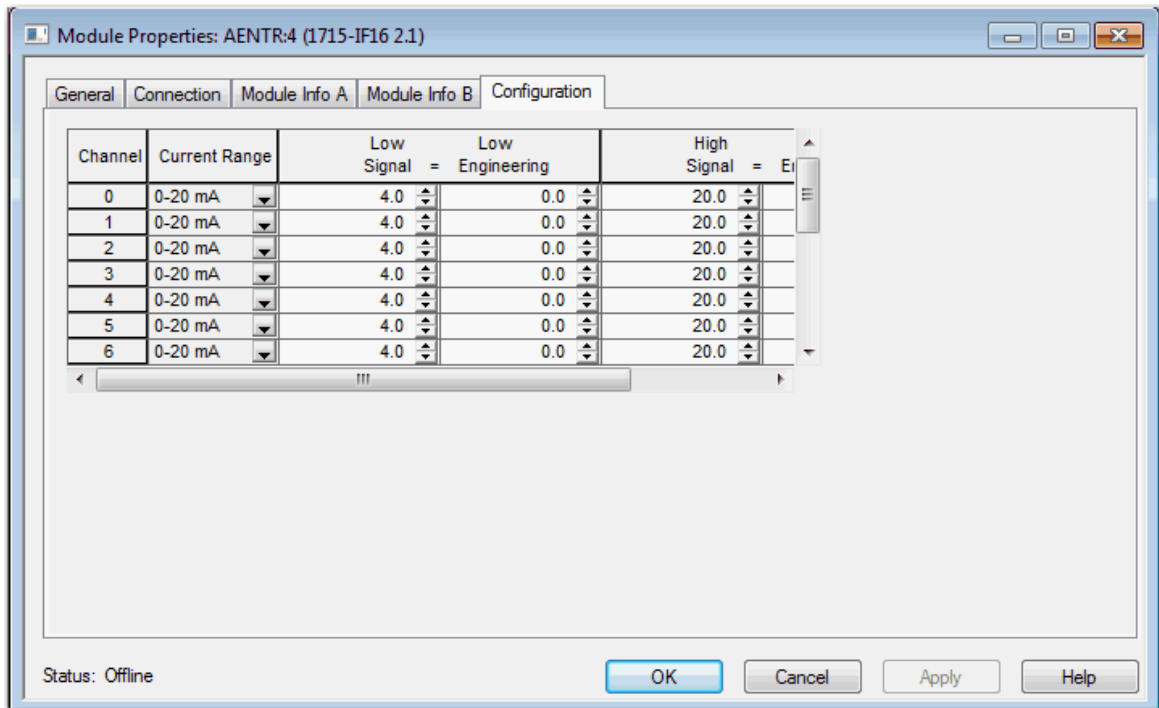 Module Properties: AENTR:4 (1715-IF16 2.1)
General Connection Module Info A Module Info B Configuration
Channel Current Range Low Signal = Low Engineering High Signal = 
0 0-20 mA 4.0 0.0 20.0
1 0-20 mA 4.0 0.0 20.0
2 0-20 mA 4.0 0.0 20.0
3 0-20 mA 4.0 0.0 20.0
4 0-20 mA 4.0 0.0 20.0
5 0-20 mA 4.0 0.0 20.0
6 0-20 mA 4.0 0.0 20.0
Status: Offline OK Cancel Apply Help